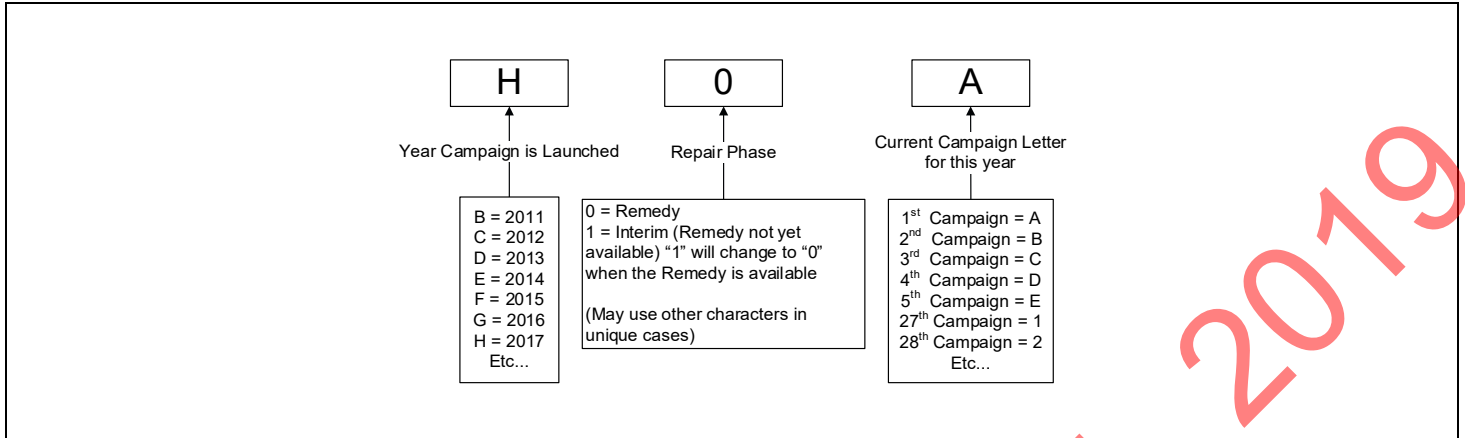 H 0 A
Year Campaign is Launched
Repair Phase
Current Campaign Letter
for this year
B = 2011
C = 2012
D = 2013
E = 2014
F = 2015
G = 2016
H = 2017
Etc...
0 = Remedy
1 = Interim (Remedy not yet
available) “1” will change to “0”
when the Remedy is available
(May use other characters in
unique cases)
1st Campaign = A
2nd Campaign = B
3rd Campaign = C
4th Campaign = D
5th Campaign = E
27th Campaign = 1
28th Campaign = 2
Etc...
2019